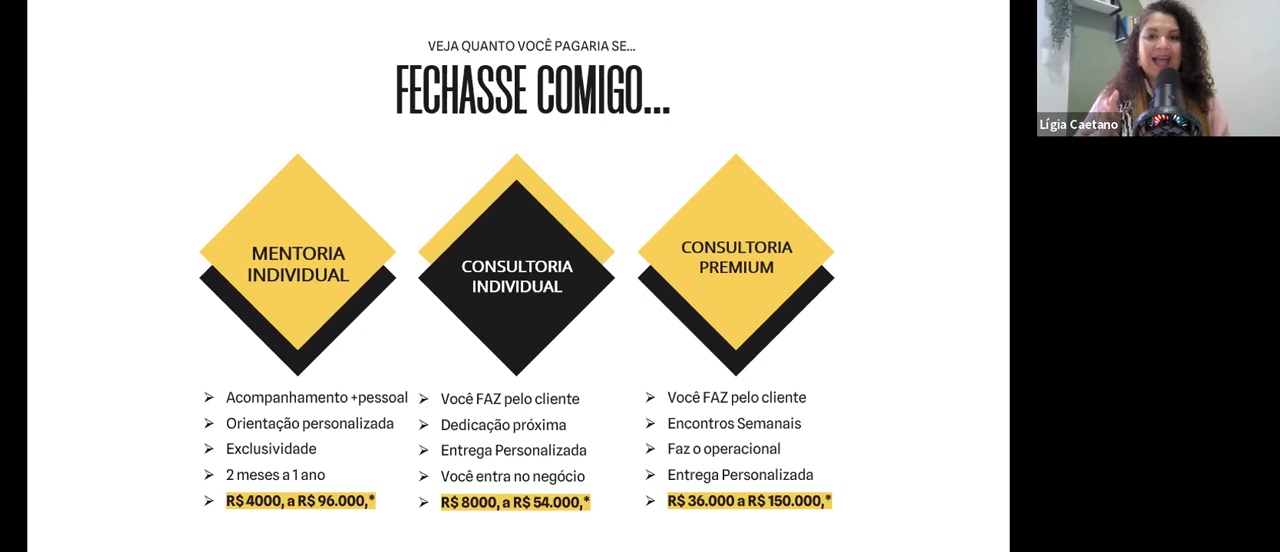 VEJA QUANTO VOCÊ PAGARIA SE...
FECHASSE COMIGO...
Lígia Caetano
MENTORIA
INDIVIDUAL
Acompanhamento +pessoal
Orientação personalizada
Exclusividade
2 meses a 1 ano
R$ 4000, a R$ 96.000,*
CONSULTORIA
INDIVIDUAL
Você FAZ pelo cliente
Dedicação próxima
Entrega Personalizada
Você entra no negócio
R$ 8000, a R$ 54.000,*
CONSULTORIA
PREMIUM
Você FAZ pelo cliente
Encontros Semanais
Faz o operacional
Entrega Personalizada
R$ 36.000 a R$ 150.000,*